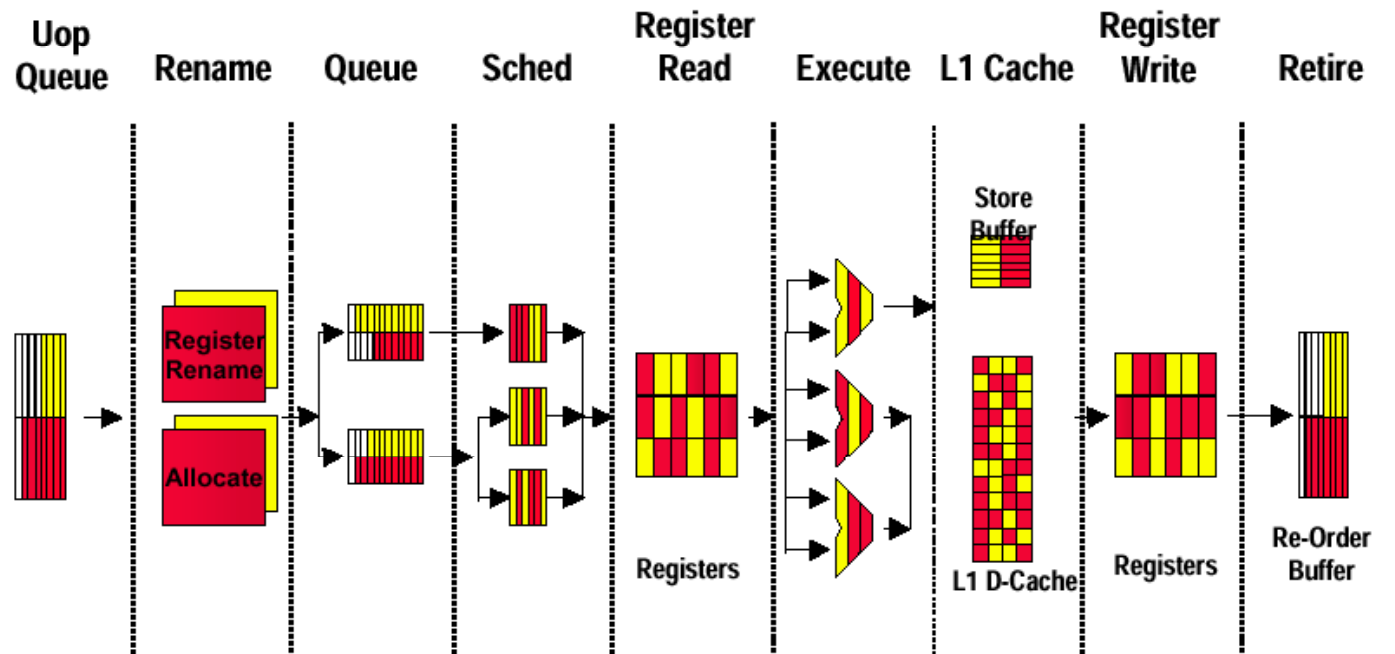 Uop
Queue
Rename
Queue
Sched
Register
Read
Execute
L1 Cache
Register
Write
Retire
Store
Buffer
Register
Rename
Allocate
Registers
L1 D-Cache
Registers
Re-Order
Buffer